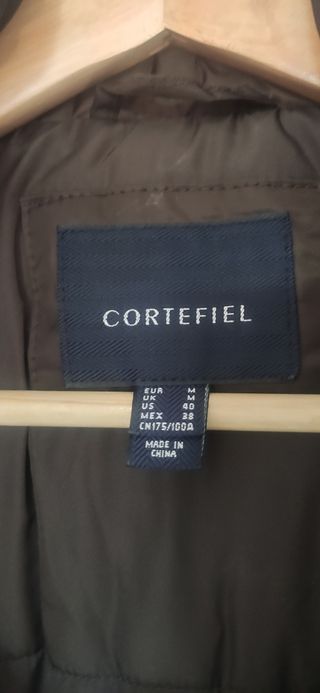 CORTEFIEL
EUR M
UK M
US 40
MEX 38
CN175/100A
MADE IN
CHINA